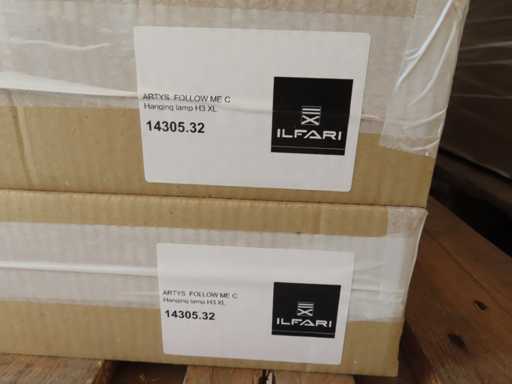 ARTYS FOLLOW ME C
Hanging lamp H3 XL
14305.32
ILFARI
ARTYS FOLLOW ME C
Hanging lamp H3 XL
14305.32
ILFARI